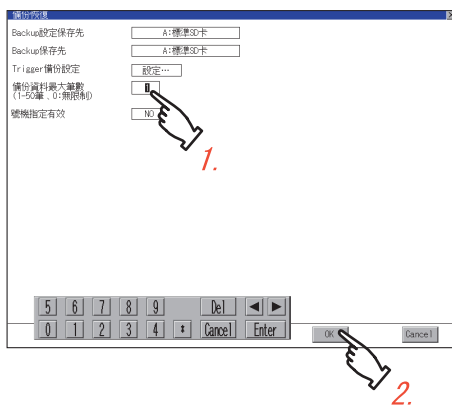 備份/恢復
Backup設定保存先 A:標準SD卡
Backup保存先 A:標準SD卡
Trigger備份設定 設定…
備份資料最大筆數 1
(1-50筆，0:無限制)
號機指定有效 NO
1.
5 6 7 8 9 Del ◀ ▶
0 1 2 3 4 Cancel Enter
OK Cancel
2.